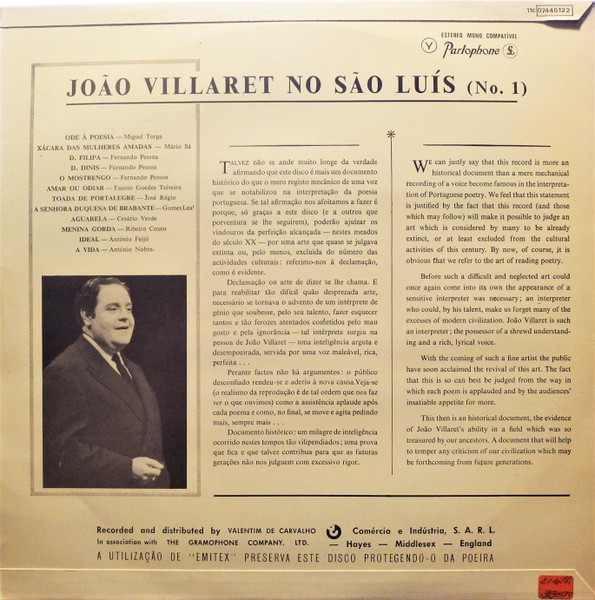 11c 074 4 012 2
ESTEREO MONO COMPATÍVEL
Parlophone
JOÃO VILLARET NO SÃO LUÍS (No. 1)
ODE À POESIA — Miguel Torga
XÁCARA DAS MULHERES AMADAS — Mário Sá
D. FILIPA — Fernando Pessoa
D. DINIS — Fernando Pessoa
O MOSTRENGO — Fernando Pessoa
AMAR OU ODIAR — Fausto Guedes Teixeira
TOADA DE PORTALEGRE — José Régio
A SENHORA DUQUESA DE BRABANTE — Gomes Leal
AGUARELA — Cesário Verde
MENINA GORDA — Ribeiro Couto
IDEAL — António Feijó
A VIDA — António Nobre
TALVEZ não se ande muito longe da verdade
afirmando que este disco é mais um documento
histórico do que o mero registo mecânico de uma voz
que se notabilizou na interpretação da poesia
portuguesa. Se tal afirmação nos afoitamos a fazer é
porque, só graças a este disco (e a outros que
porventura se lhe seguirem), poderão ajuizar os
vindouros da perfeição alcançada — nestes meados
do século XX — por uma arte que quase se julgava
extinta ou, pelo menos, excluída do número das
actividades culturais: referimo-nos à declamação,
como é evidente.
Declamação ou arte de dizer se lhe chama. E
para reabilitar tão difícil quão desprezada arte,
necessário se tornava o advento de um intérprete de
génio que soubesse, pelo seu talento, fazer esquecer
tantos e tão ferozes atentados cometidos pelo mau
gosto e pela ignorância — tal intérprete surgiu na
pessoa de João Villaret — uma inteligência arguta e
desempoeirada, servida por uma voz maleável, rica,
perfeita . . .
Perante factos não há argumentos: o público
desconfiado rendeu-se e aderiu à nova causa.Veja-se
(o realismo da reprodução é de tal ordem que nos faz
ver o que ouvimos) como a assistência aplaude após
cada poema e como, no final, se move e agita pedindo
mais, sempre mais . . .
Documento histórico: um milagre de inteligência
ocorrido nestes tempos tão vilipendiados; uma prova
que fica e que talvez contribua para que as futuras
gerações não nos julguem com excessivo rigor.
WE can justly say that this record is more an
historical document than a mere mechanical
recording of a voice become famous in the interpreta-
tion of Portuguese poetry. We feel that this statement
is justified by the fact that this record (and those
which may follow) will make it possible to judge an
art which is considered by many to be already
extinct, or at least excluded from the cultural
activities of this century. By now, of course, it is
obvious that we refer to the art of reading poetry.
Before such a difficult and neglected art could
once again come into its own the appearance of a
sensitive interpreter was necessary; an interpreter
who could, by his talent, make us forget many of the
excesses of modern civilization. João Villaret is such
an interpreter; the possessor of a shrewd understand-
ing and a rich, lyrical voice.
With the coming of such a fine artist the public
have soon acclaimed the revival of this art. The fact
that this is so can best be judged from the way in
which each poem is applauded and by the audiences'
insatiable appetite for more.
This then is an historical document, the evidence
of João Villaret's ability in a field which was so
treasured by our ancestors. A document that will help
to temper any criticism of our civilization which may
be forthcoming from future generations.
Recorded and distributed by VALENTIM DE CARVALHO Comércio e Indústria, S. A. R. L.
In association with THE GRAMOPHONE COMPANY, LTD. — Hayes — Middlesex — England
A UTILIZAÇÃO DE "EMITEX" PRESERVA ESTE DISCO PROTEGENDO-O DA POEIRA